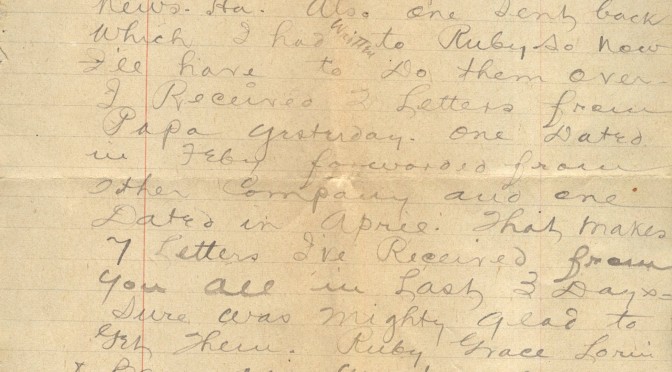 News. Ha. Also one sent back
Which I had written to Ruby so now
I'll have to Do them over
I Received 2 Letters from
Papa yesterday. One Dated
in Feby forwarded from
other Company and one
Dated in April. That makes
7 Letters I've Received from
you all in Last 3 Days-
Sure was mighty glad to
Get them. Ruby Grace Lorin